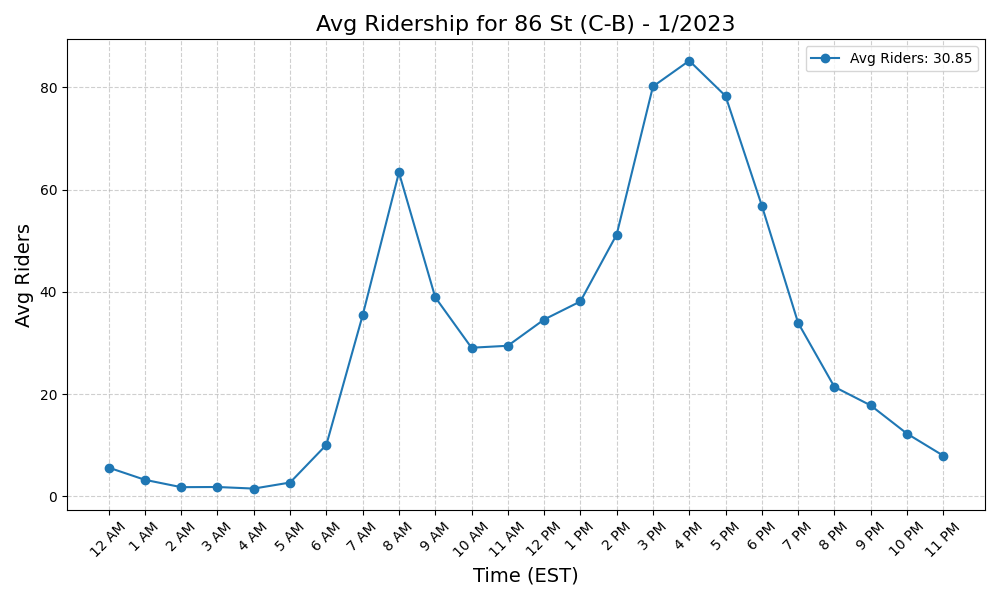 Avg Ridership for 86 St (C-B) - 1/2023
Avg Riders: 30.85
Avg Riders
80
60
40
20
0
12 AM
1 AM
2 AM
3 AM
4 AM
5 AM
6 AM
7 AM
8 AM
9 AM
10 AM
11 AM
12 PM
1 PM
2 PM
3 PM
4 PM
5 PM
6 PM
7 PM
8 PM
9 PM
10 PM
11 PM
Time (EST)